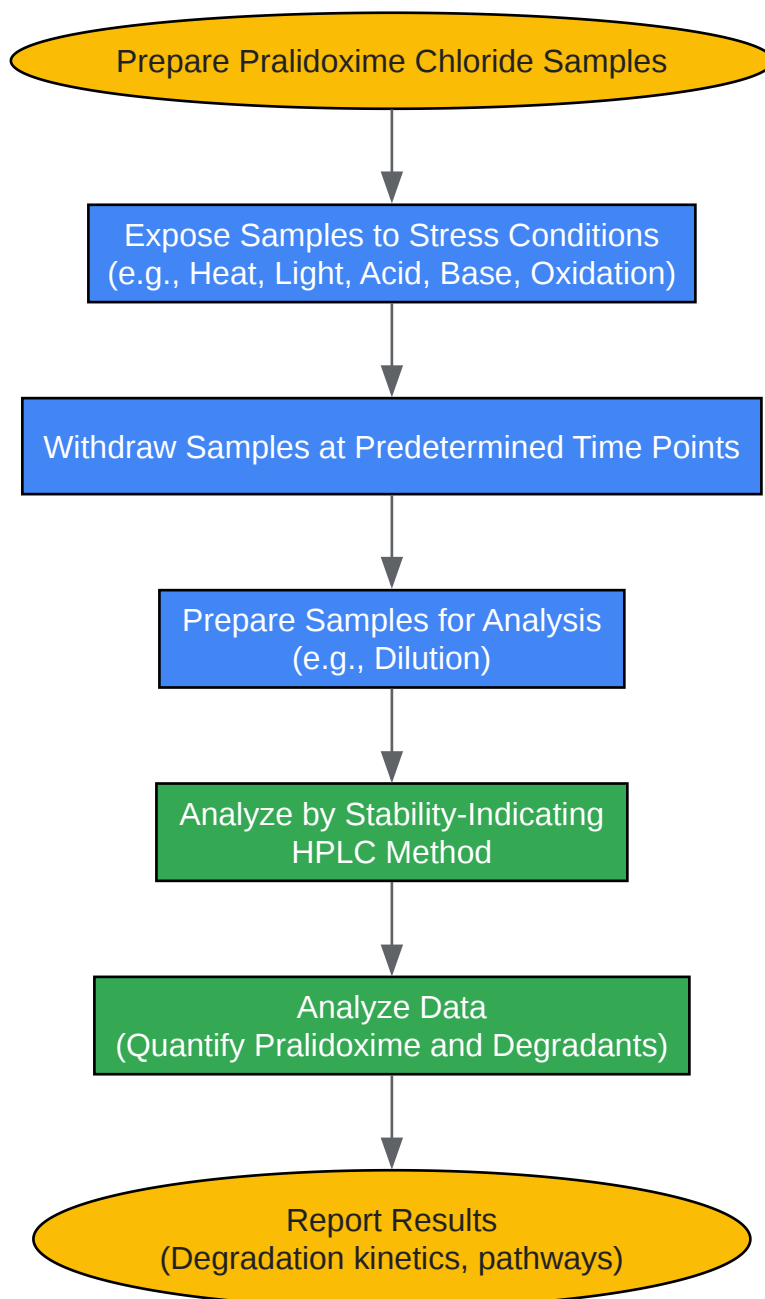 Prepare Pralidoxime Chloride Samples
Expose Samples to Stress Conditions
(e.g., Heat, Light, Acid, Base, Oxidation)
Withdraw Samples at Predetermined Time Points
Prepare Samples for Analysis
(e.g., Dilution)
Analyze by Stability-Indicating
HPLC Method
Analyze Data
(Quantify Pralidoxime and Degradants)
Report Results
(Degradation kinetics, pathways)